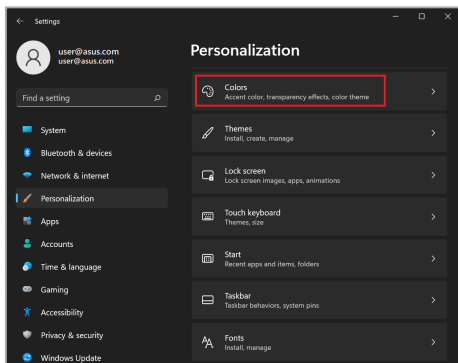 Settings
user@asus.com
user@asus.com
Find a setting
System
Bluetooth & devices
Network & internet
Personalization
Apps
Accounts
Time & language
Gaming
Accessibility
Privacy & security
Windows Update
Personalization
Colors
Accent color, transparency effects, color theme
Themes
Install, create, manage
Lock screen
Lock screen images, apps, animations
Touch keyboard
Themes, size
Start
Recent apps and items, folders
Taskbar
Taskbar behaviors, system pins
Fonts
Install, manage